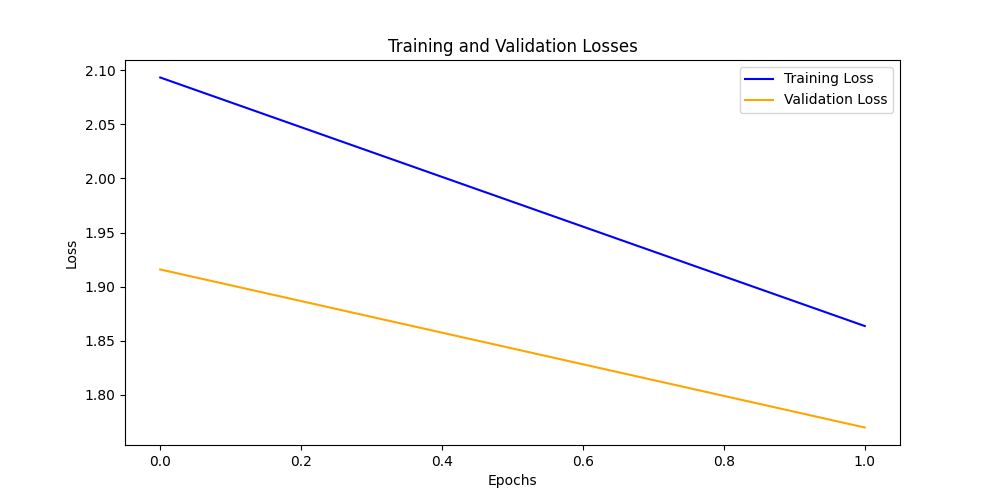 Training and Validation Losses
Training Loss
Validation Loss
2.10
2.05
2.00
1.95
1.90
1.85
1.80
Loss
0.0 0.2 0.4 0.6 0.8 1.0
Epochs